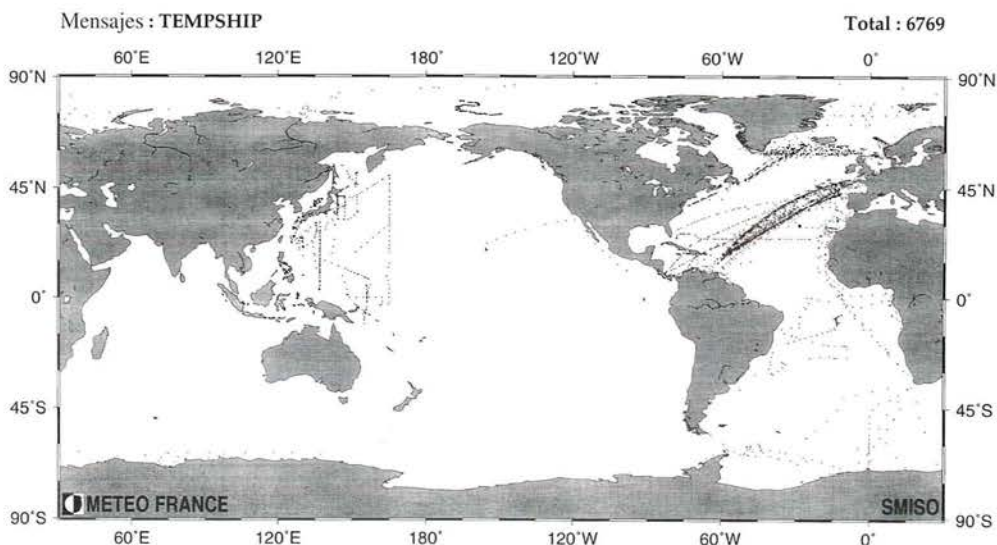 Mensajes : TEMPSHIP
Total : 6769
60°E 120°E 180° 120°W 60°W 0°
90°N 90°N
45°N 45°N
0° 0°
45°S 45°S
METEO FRANCE SMISO
90°S 90°S
60°E 120°E 180° 120°W 60°W 0°